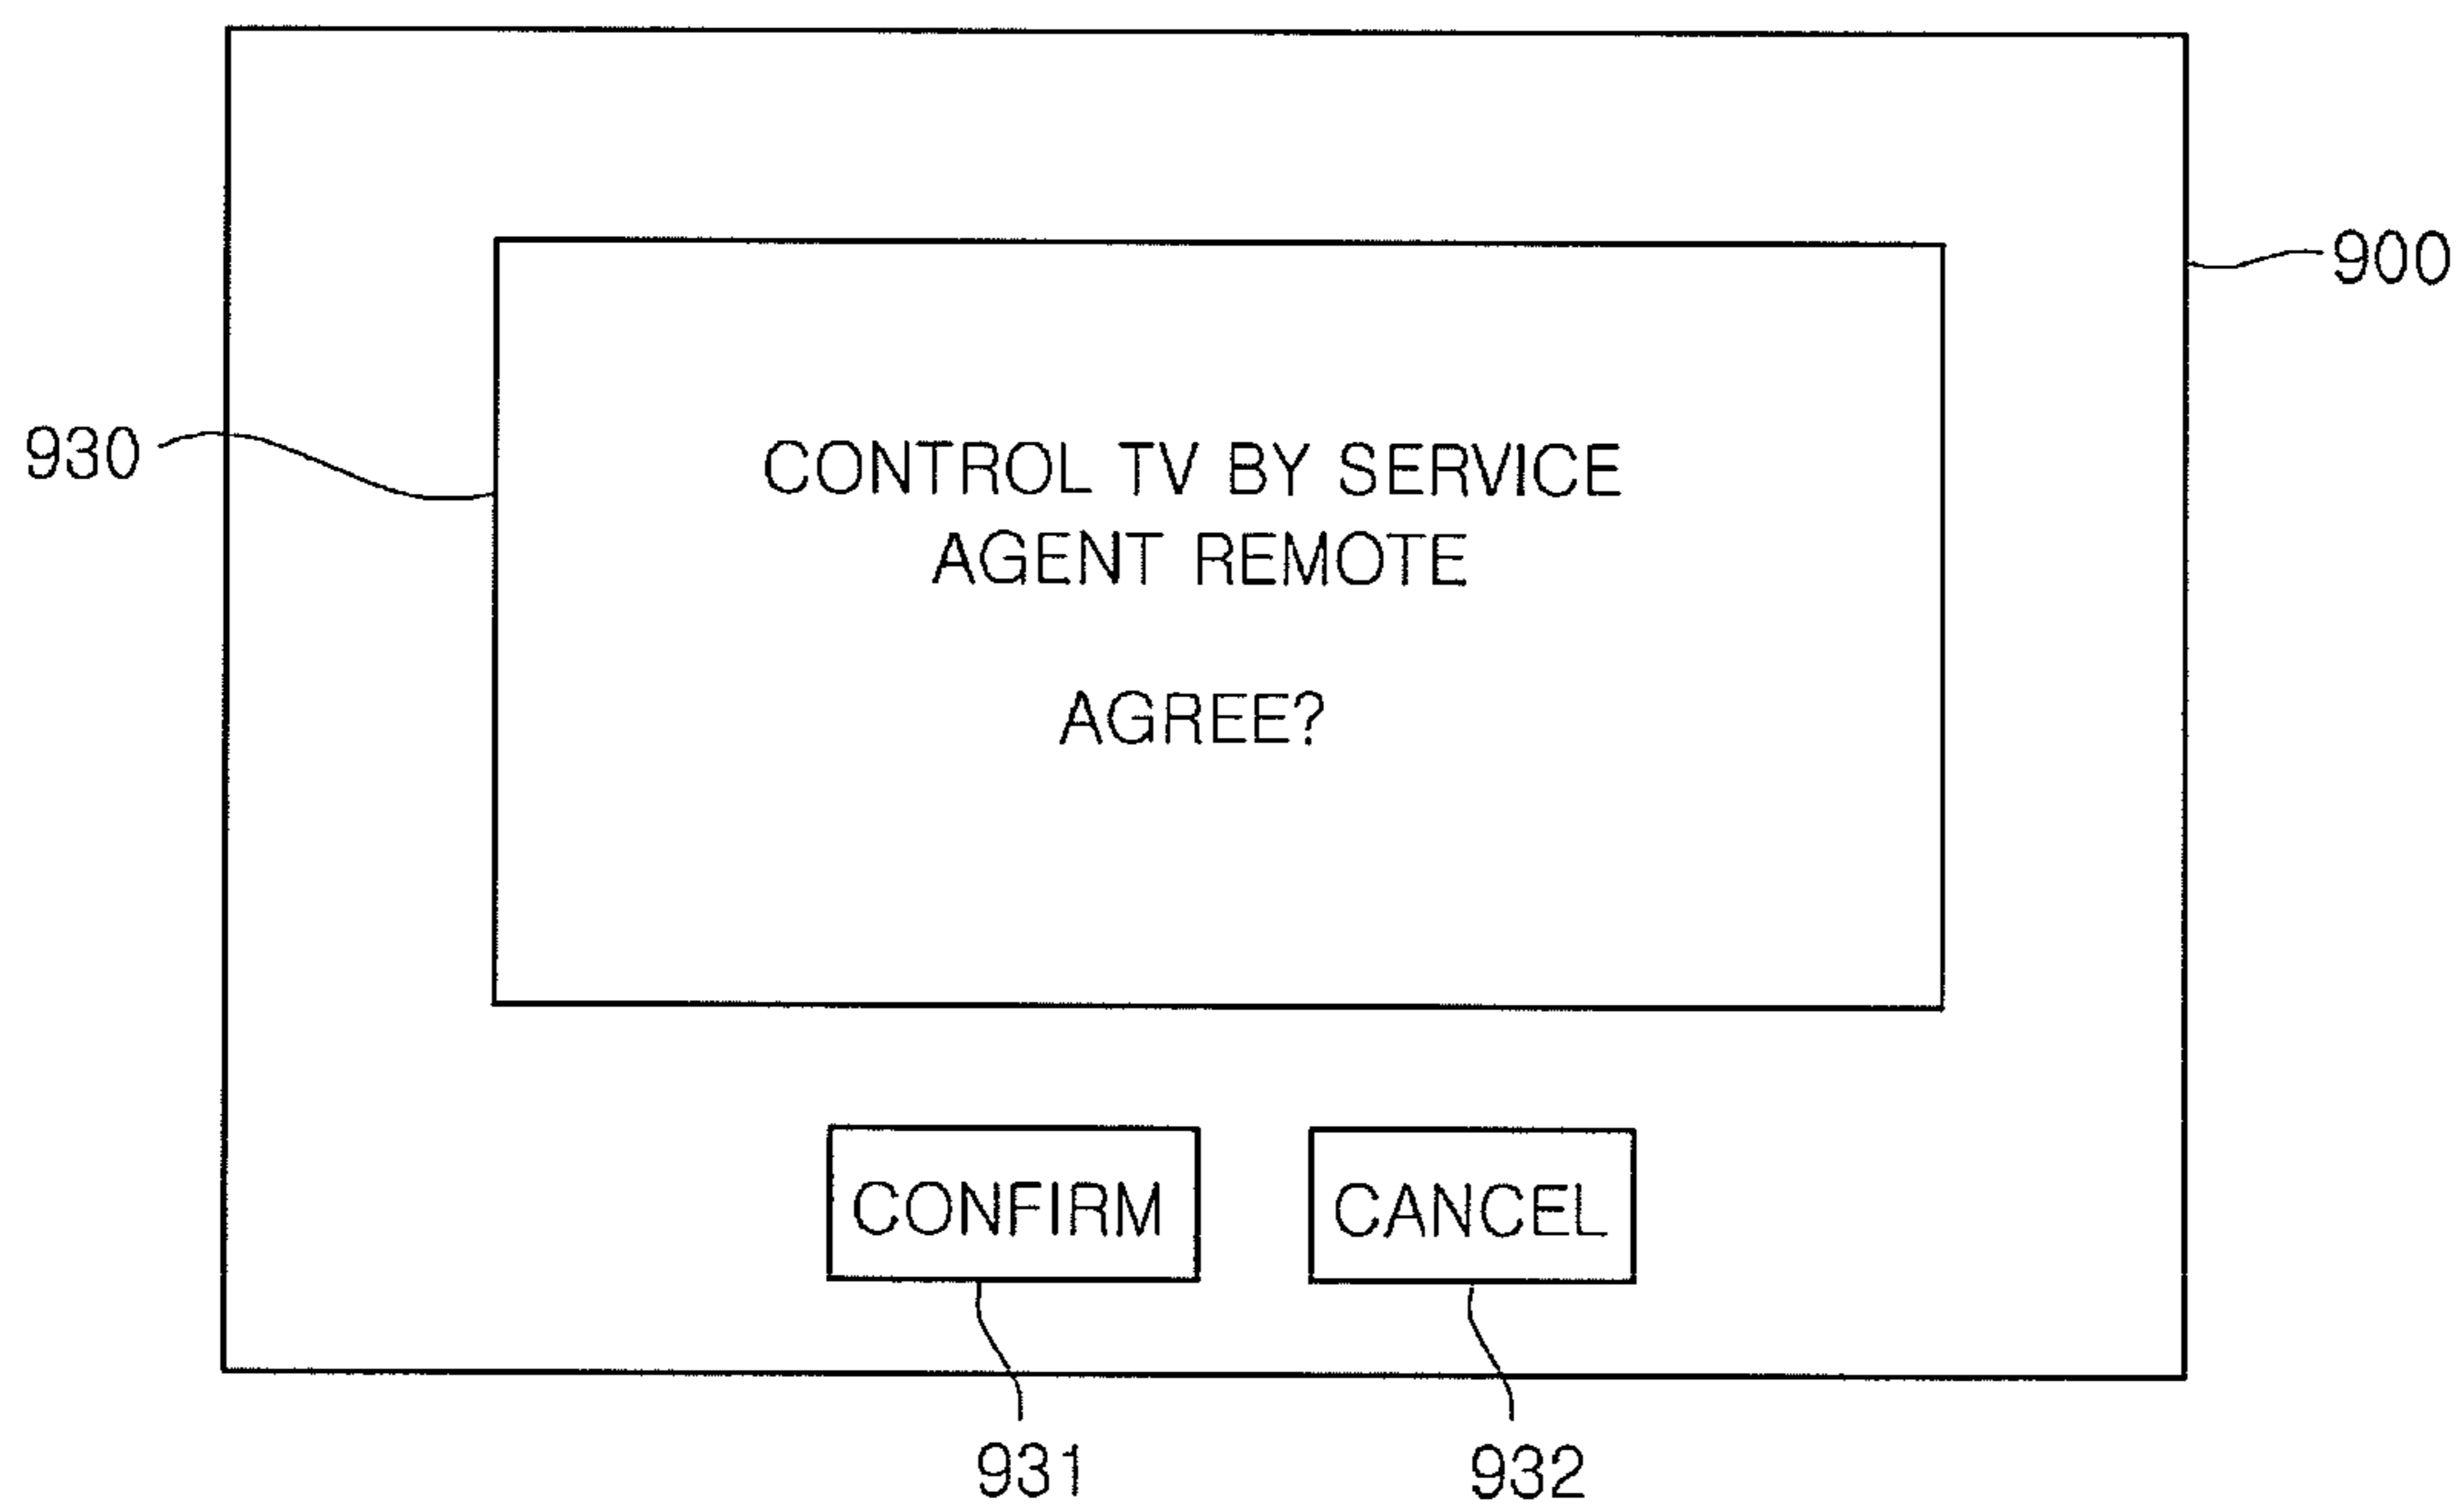 900
930
CONTROL TV BY SERVICE
AGENT REMOTE
AGREE?
CONFIRM
CANCEL
931
932